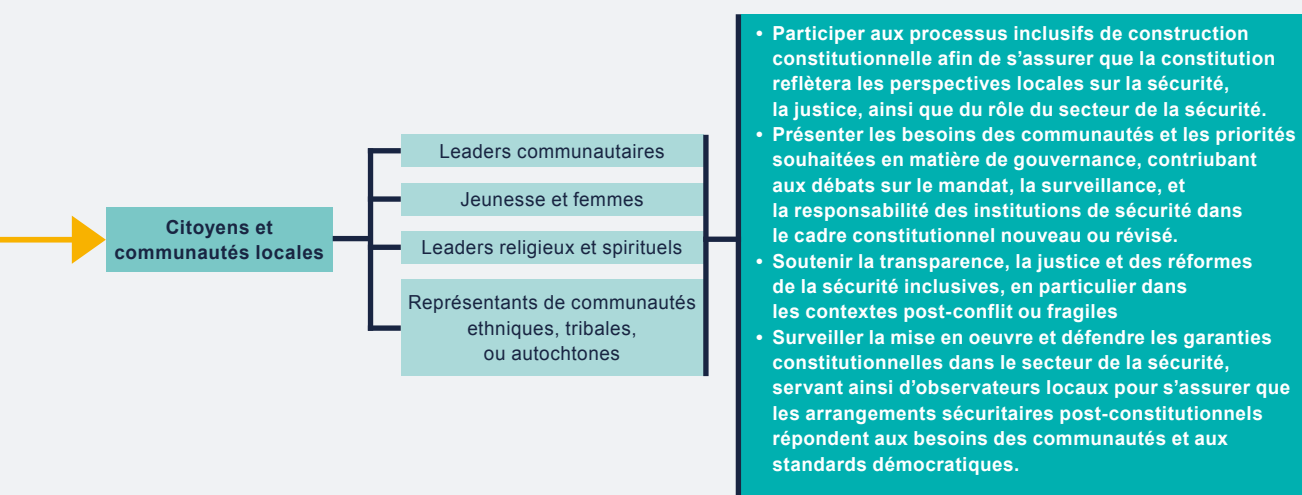 Citoyens et
communautés locales
Leaders communautaires
Jeunesse et femmes
Leaders religieux et spirituels
Représentants de communautés
ethniques, tribales,
ou autochtones
• Participer aux processus inclusifs de construction
constitutionnelle afin de s'assurer que la constitution
reflètera les perspectives locales sur la sécurité,
la justice, ainsi que du rôle du secteur de la sécurité.
• Présenter les besoins des communautés et les priorités
souhaitées en matière de gouvernance, contriubant
aux débats sur le mandat, la surveillance, et
la responsabilité des institutions de sécurité dans
le cadre constitutionnel nouveau ou révisé.
• Soutenir la transparence, la justice et des réformes
de la sécurité inclusives, en particulier dans
les contextes post-conflit ou fragiles
• Surveiller la mise en oeuvre et défendre les garanties
constitutionnelles dans le secteur de la sécurité,
servant ainsi d'observateurs locaux pour s'assurer que
les arrangements sécuritaires post-constitutionnels
répondent aux besoins des communautés et aux
standards démocratiques.